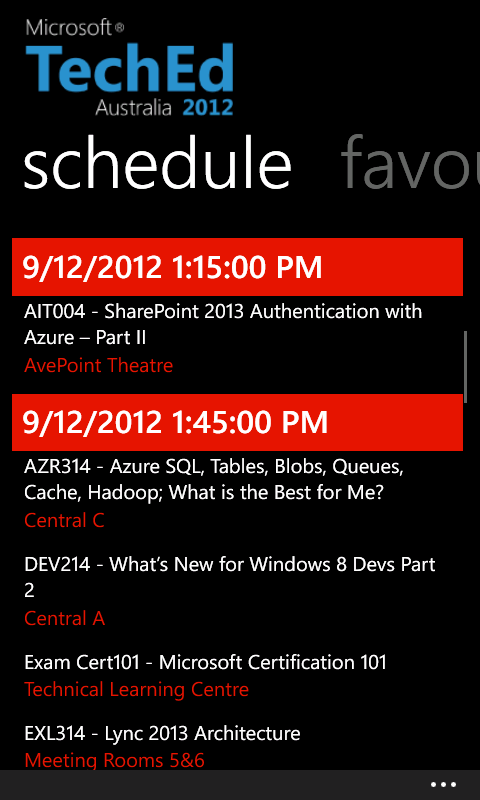 Microsoft®
TechEd
Australia 2012
schedule favou
9/12/2012 1:15:00 PM
AIT004 - SharePoint 2013 Authentication with
Azure – Part II
AvePoint Theatre
9/12/2012 1:45:00 PM
AZR314 - Azure SQL, Tables, Blobs, Queues,
Cache, Hadoop; What is the Best for Me?
Central C
DEV214 - What's New for Windows 8 Devs Part
2
Central A
Exam Cert101 - Microsoft Certification 101
Technical Learning Centre
EXL314 - Lync 2013 Architecture
Meeting Rooms 5&6